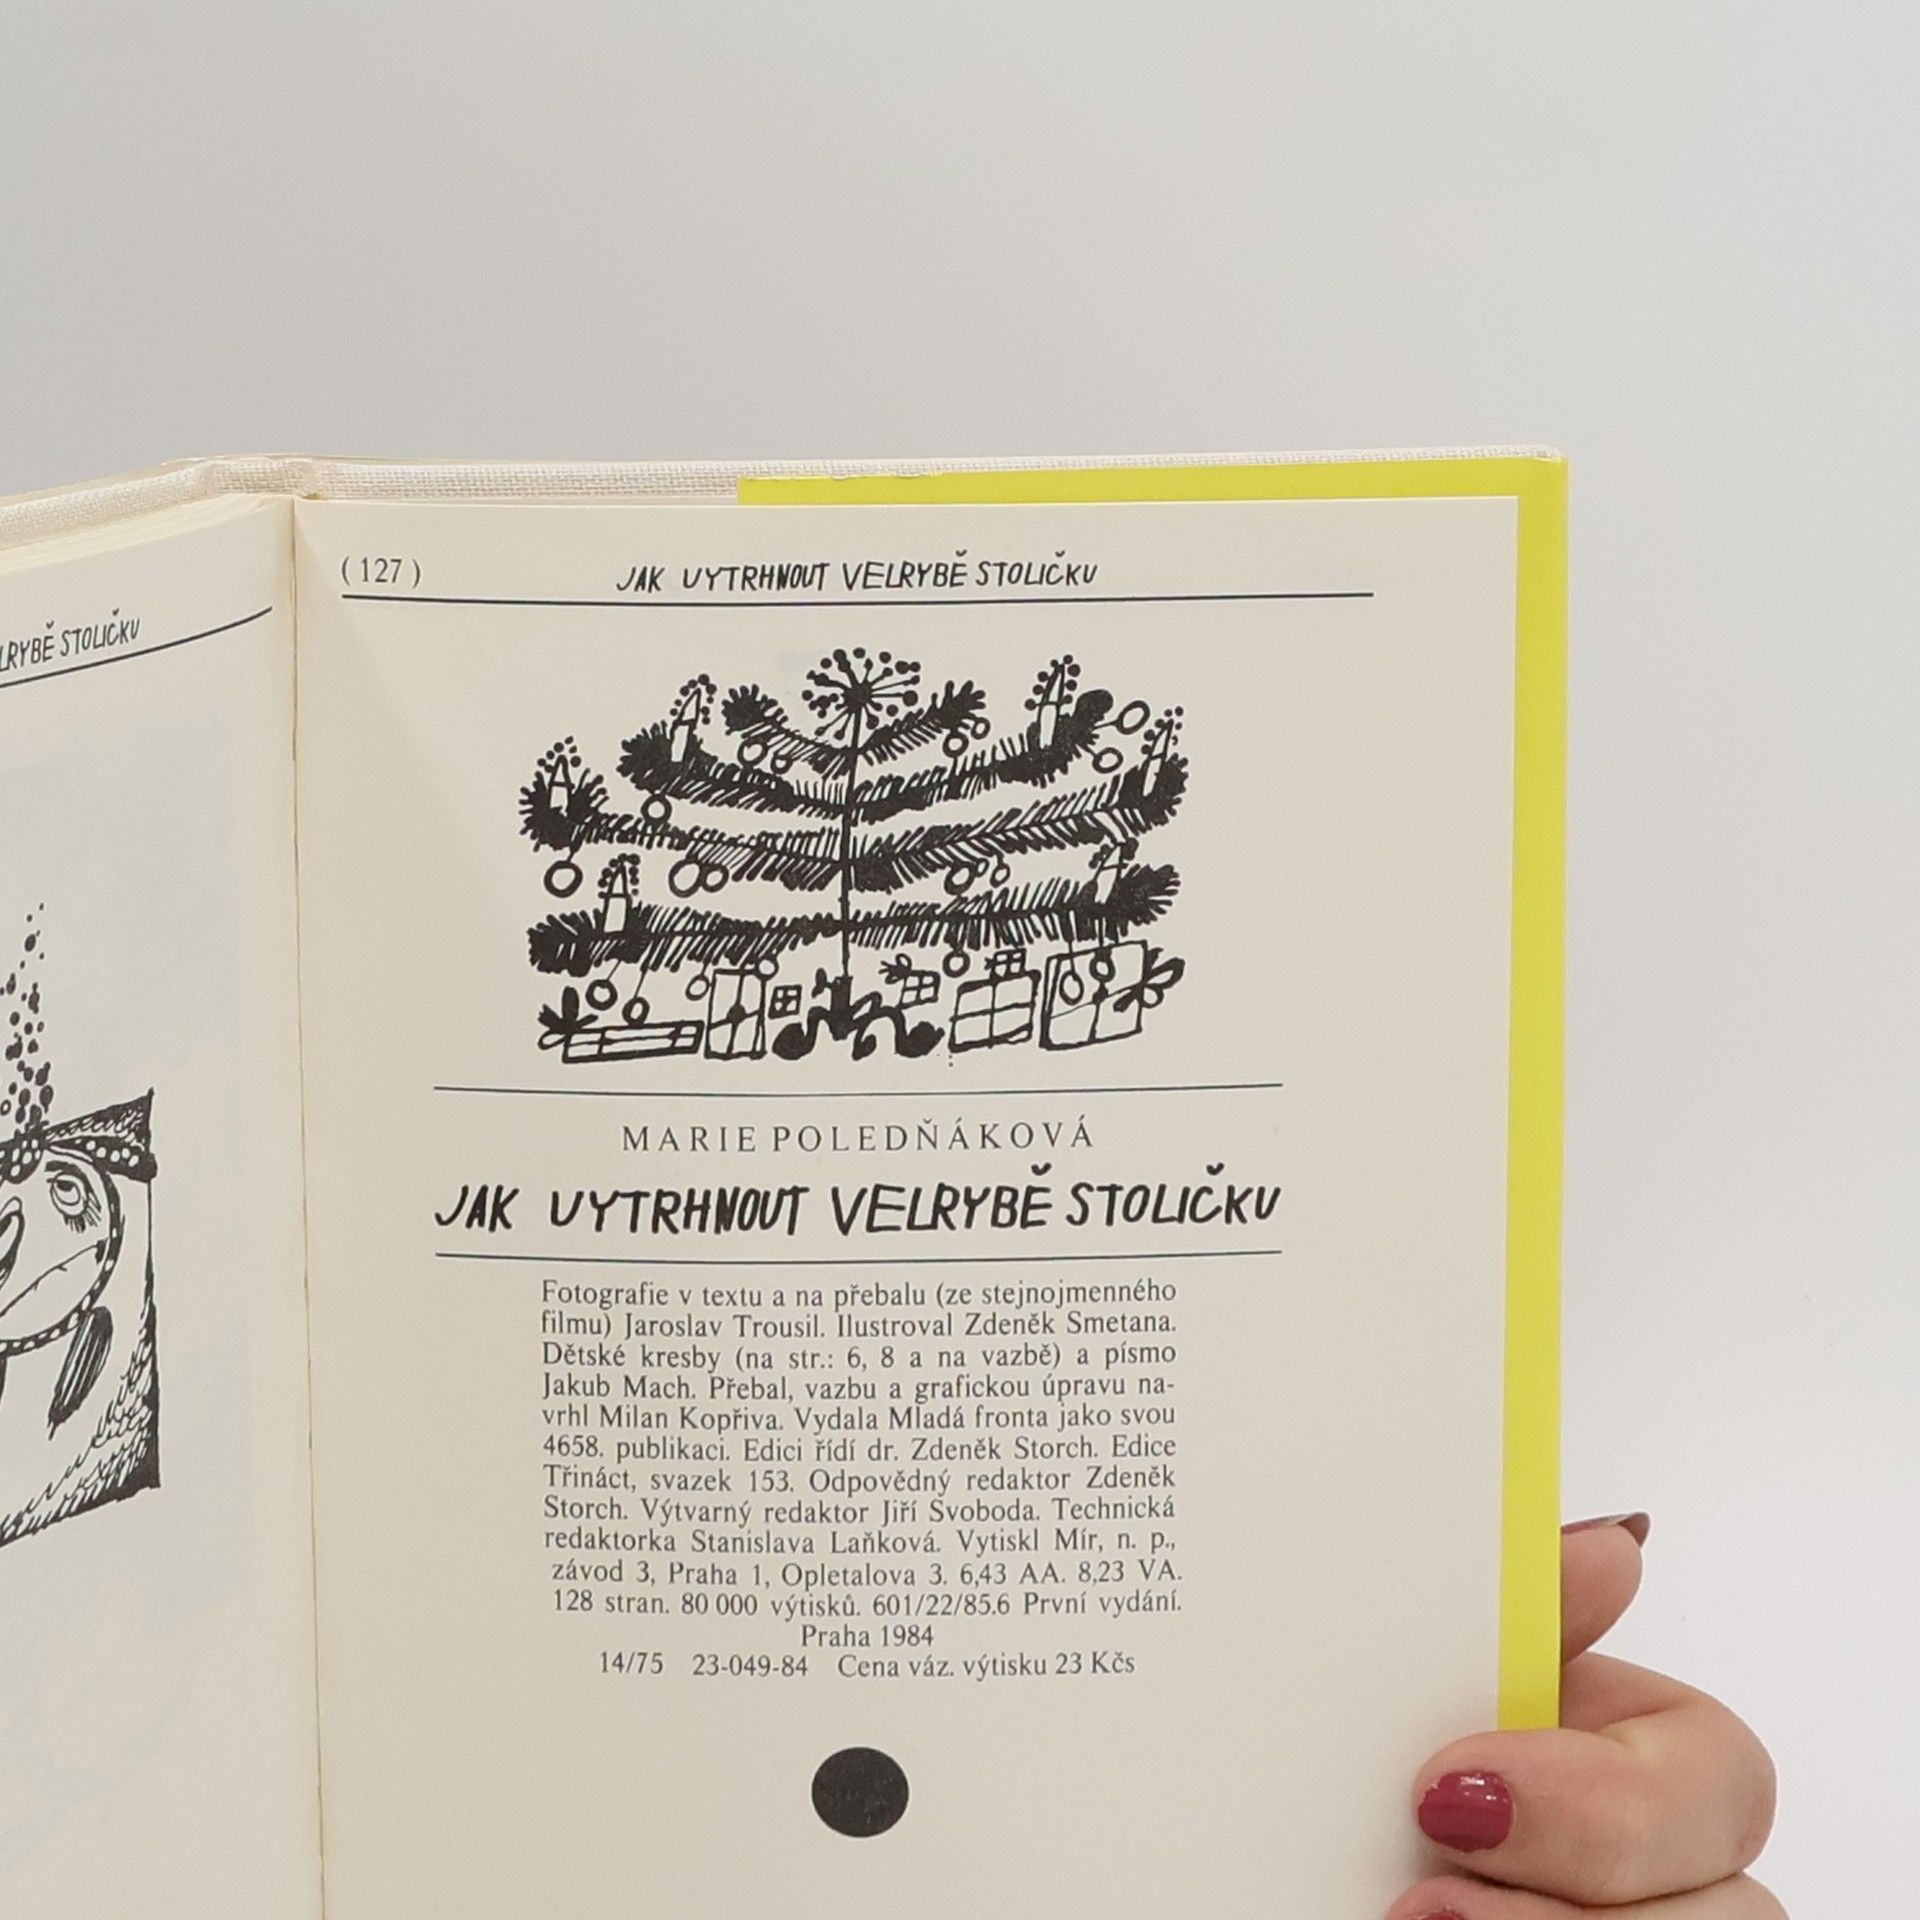 STOLIČKU
( 127 ) JAK VYTRHNOUT VELRYBĚ STOLIČKU
MARIE POLEDŇÁKOVÁ
JAK VYTRHNOUT VELRYBĚ STOLIČKU
Fotografie v textu a na přebalu (ze stejnojmenného
filmu) Jaroslav Trousil. Ilustroval Zdeněk Smetana.
Dětské kresby (na str.: 6, 8 a na vazbě) a písmo
Jakub Mach. Přebal, vazbu a grafickou úpravu na-
vrhl Milan Kopřiva. Vydala Mladá fronta jako svou
4658. publikaci. Edici řídí dr. Zdeněk Storch. Edice
Třináct, svazek 153. Odpovědný redaktor Zdeněk
Storch. Výtvarný redaktor Jiří Svoboda. Technická
redaktorka Stanislava Laňková. Vytiskl Mír, n. p.,
závod 3, Praha 1, Opletalova 3. 6,43 AA. 8,23 VA.
128 stran. 80 000 výtisků. 601/22/85.6 První vydání.
Praha 1984
14/75 23-049-84 Cena váz. výtisku 23 Kčs